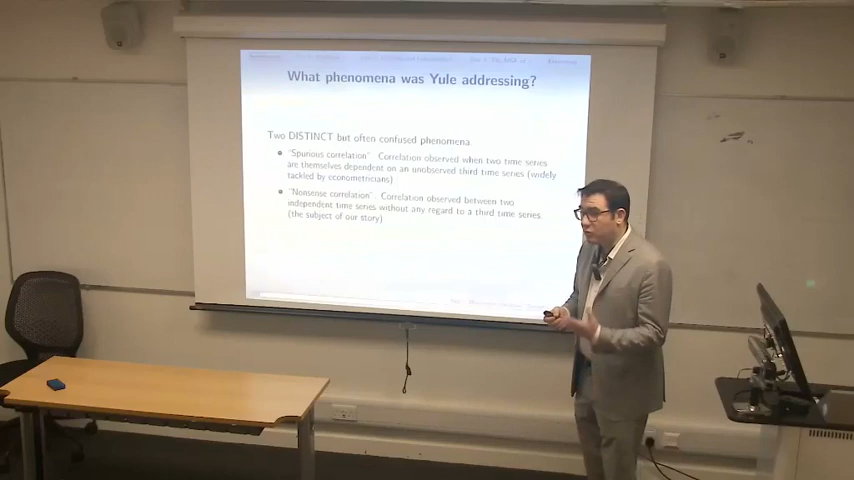 What phenomena was Yule addressing?
Two DISTINCT but often confused phenomena
"Spurious correlation" Correlation observed when two time series
are themselves dependent on an unobserved third time series (widely
tackled by econometricians)
"Nonsense correlation". Correlation observed between two
independent time series without any regard to a third time series.
(the subject of our story)